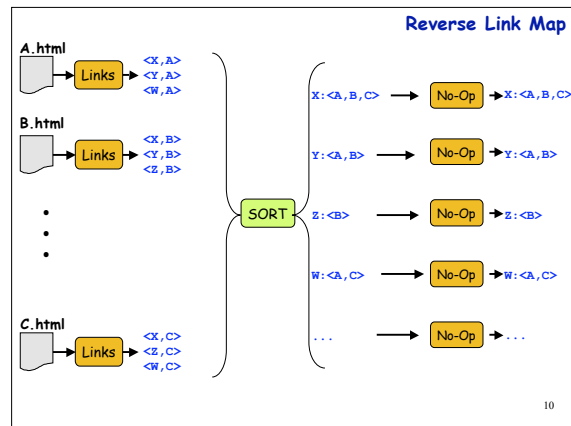 Reverse Link Map
A.html
Links
<X,A>
<Y,A>
<W,A>
B.html
Links
<X,B>
<Y,B>
<Z,B>
C.html
Links
<X,C>
<Z,C>
<W,C>
SORT
X:<A,B,C>
No-Op
X:<A,B,C>
Y:<A,B>
No-Op
Y:<A,B>
Z:<B>
No-Op
Z:<B>
W:<A,C>
No-Op
W:<A,C>
...
No-Op
...
10